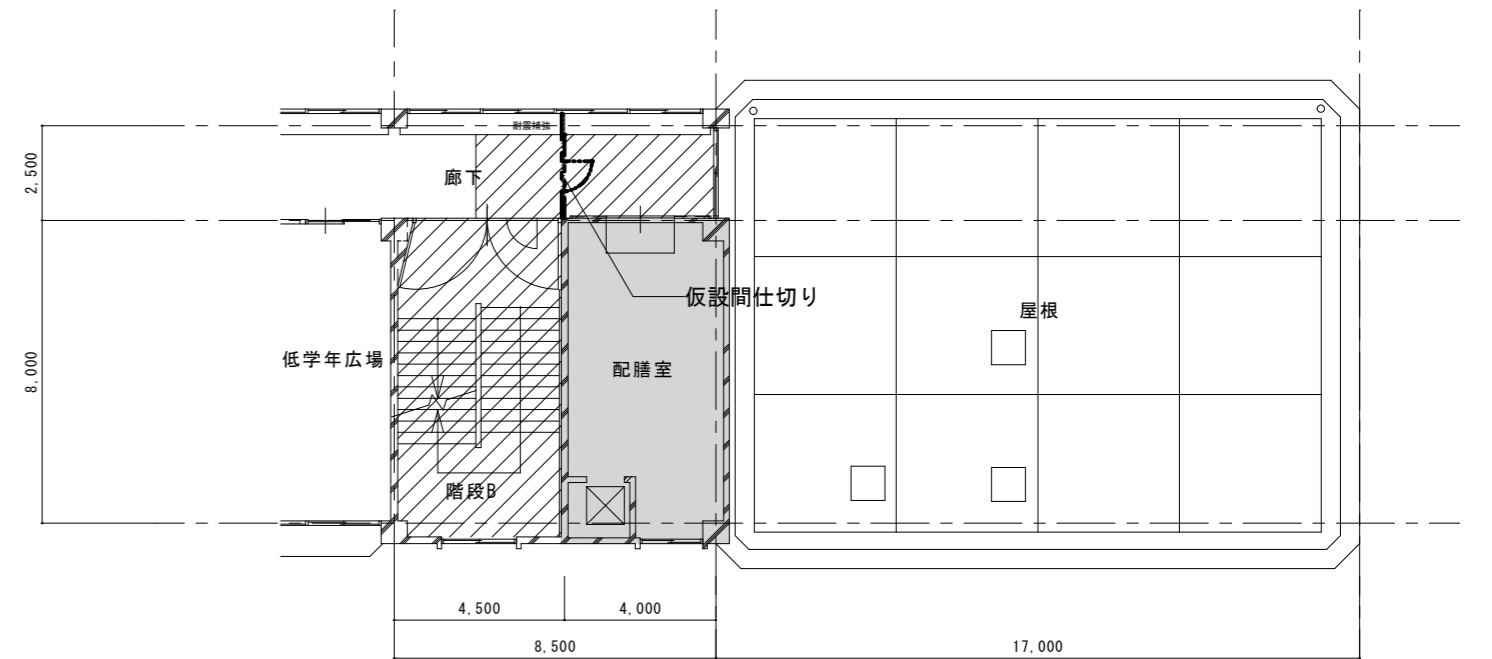 耐震補強
2,500
廊下
仮設間仕切り
屋根
低学年広場
配膳室
8,000
階段B
4,500
4,000
8,500
17,000